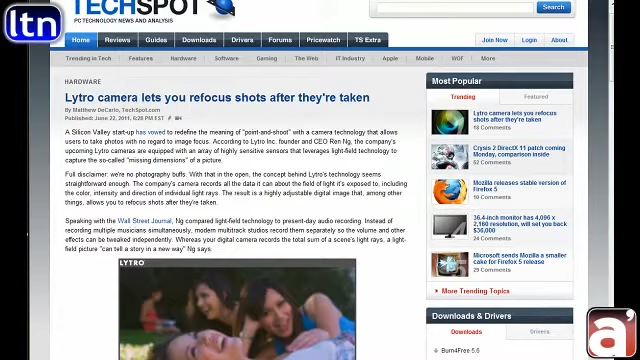 ltn
TECHSPOT
PC TECHNOLOGY NEWS AND ANALYSIS
Search
Home Reviews Guides Downloads Drivers Forums Pricewatch TS Extra
Join Now Login About
Trending in Tech Features Hardware Software Gaming The Web IT Industry Apple Mobile WOF More
HARDWARE
Lytro camera lets you refocus shots after they're taken
By Matthew DeCarlo, TechSpot.com
Published: June 22, 2011, 6:28 PM EST
A Silicon Valley start-up has vowed to redefine the meaning of "point-and-shoot" with a camera technology that allows
users to take photos with no regard to image focus. According to Lytro Inc. founder and CEO Ren Ng, the company's
upcoming Lytro cameras are equipped with an array of highly sensitive sensors that leverages light-field technology to
capture the so-called "missing dimensions" of a picture.
Full disclaimer: we're no photography buffs. With that in the open, the concept behind Lytro's technology seems
straightforward enough. The company's camera records all the data it can about the field of light it's exposed to, including
the color, intensity and direction of individual light rays. The result is a highly adjustable digital image that, among other
things, allows you to refocus shots after they're taken.
Speaking with the Wall Street Journal, Ng compared light-field technology to present-day audio recording. Instead of
recording multiple musicians simultaneously, modern multitrack studios record them separately so the volume and other
effects can be tweaked independently. Whereas your digital camera records the total sum of a scene's light rays, a light-
field picture "can tell a story in a new way" Ng says.
LYTRO
Most Popular
Trending Featured
Lytro camera lets you refocus
shots after they're taken
18 Comments
Crysis 2 DirectX 11 patch coming
Monday, comparison inside
52 Comments
Mozilla releases stable version of
Firefox 5
10 Comments
36.4-inch monitor has 4,096 x
2,160 resolution, will set you back
$36,000
24 Comments
Microsoft sends Mozilla a smaller
cake for Firefox 5 release
29 Comments
More Trending Topics
Downloads & Drivers
Downloads Drivers
Burn4Free 5.6
a'